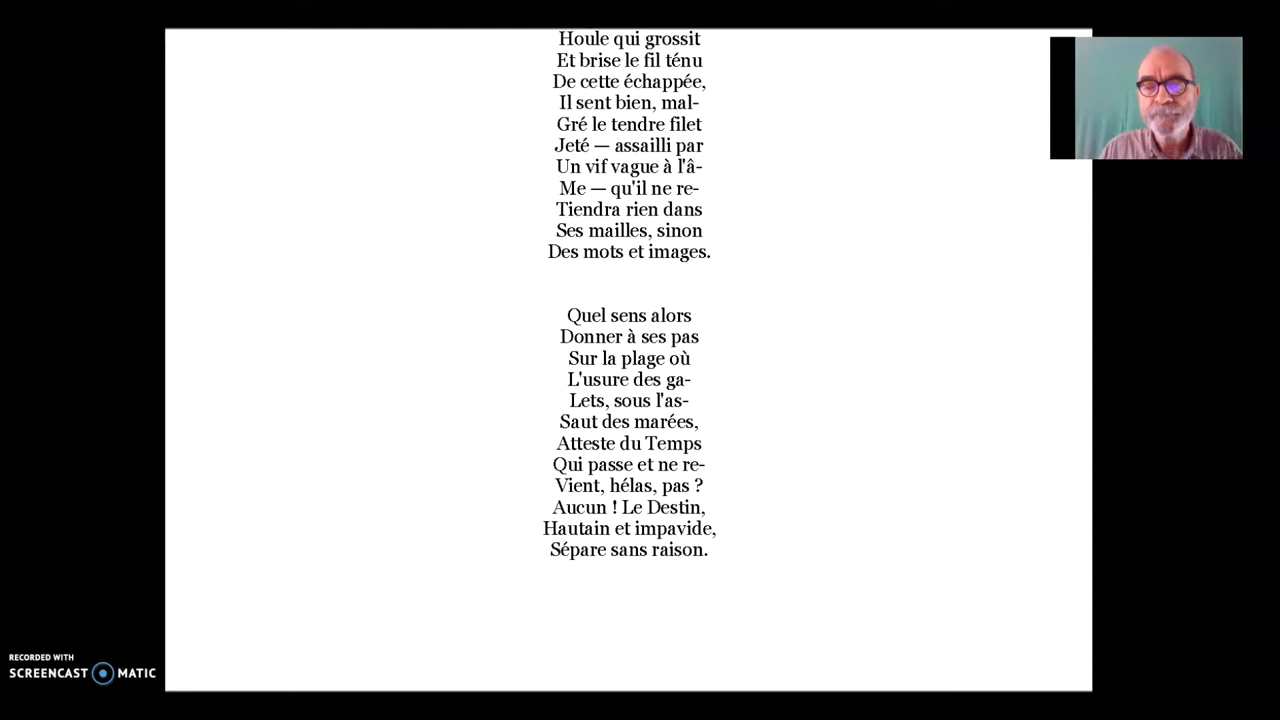 Houle qui grossit
Et brise le fil ténu
De cette échappée,
Il sent bien, mal-
Gré le tendre filet
Jeté — assailli par
Un vif vague à l'â-
Me — qu'il ne re-
Tiendra rien dans
Ses mailles, sinon
Des mots et images.
Quel sens alors
Donner à ses pas
Sur la plage où
L'usure des ga-
Lets, sous l'as-
Saut des marées,
Atteste du Temps
Qui passe et ne re-
Vient, hélas, pas ?
Aucun ! Le Destin,
Hautain et impavide,
Sépare sans raison.
RECORDED WITH
SCREENCAST MATIC